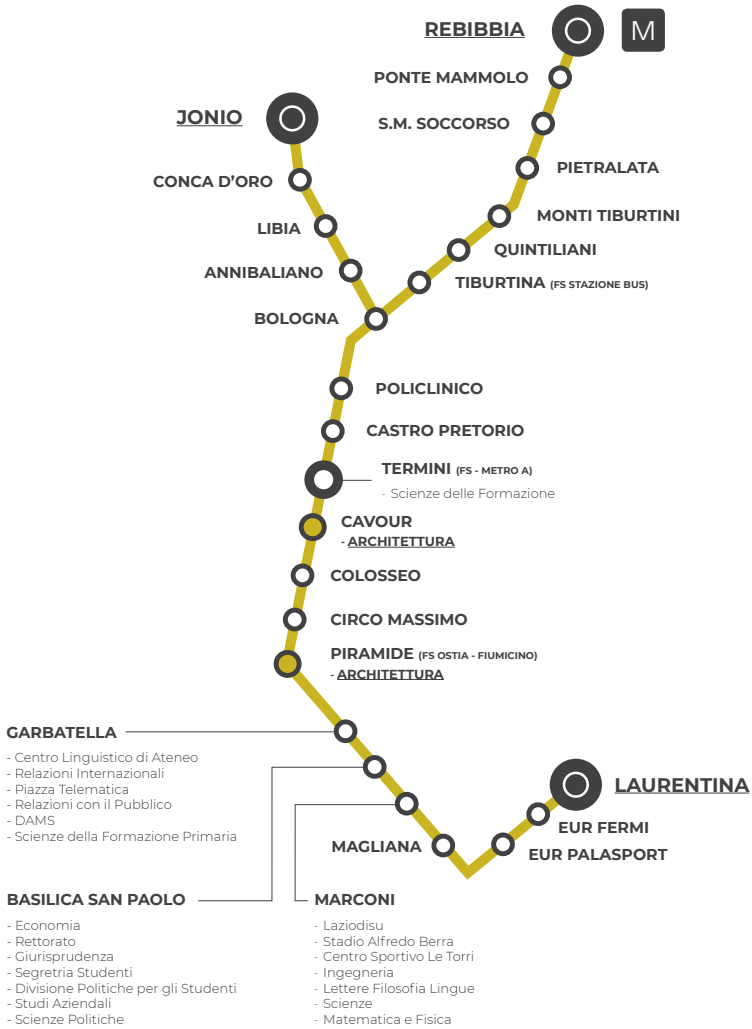 REBIBBIA
M
PONTE MAMMOLO
JONIO
S.M. SOCCORSO
PIETRALATA
CONCA D’ORO
MONTI TIBURTINI
LIBIA
QUINTILIANI
ANNIBALIANO
TIBURTINA (FS STAZIONE BUS)
BOLOGNA
POLICLINICO
CASTRO PRETORIO
TERMINI (FS - METRO A)
- Scienze delle Formazione
CAVOUR
- ARCHITETTURA
COLOSSEO
CIRCO MASSIMO
PIRAMIDE (FS OSTIA - FIUMICINO)
- ARCHITETTURA
GARBATELLA
- Centro Linguistico di Ateneo
- Relazioni Internazionali
- Piazza Telematica
- Relazioni con il Pubblico
- DAMS
- Scienze della Formazione Primaria
LAURENTINA
EUR FERMI
EUR PALASPORT
MAGLIANA
BASILICA SAN PAOLO
- Economia
- Rettorato
- Giurisprudenza
- Segretria Studenti
- Divisione Politiche per gli Studenti
- Studi Aziendali
- Scienze Politiche
MARCONI
- Laziodisu
- Stadio Alfredo Berra
- Centro Sportivo Le Torri
- Ingegneria
- Lettere Filosofia Lingue
- Scienze
- Matematica e Fisica